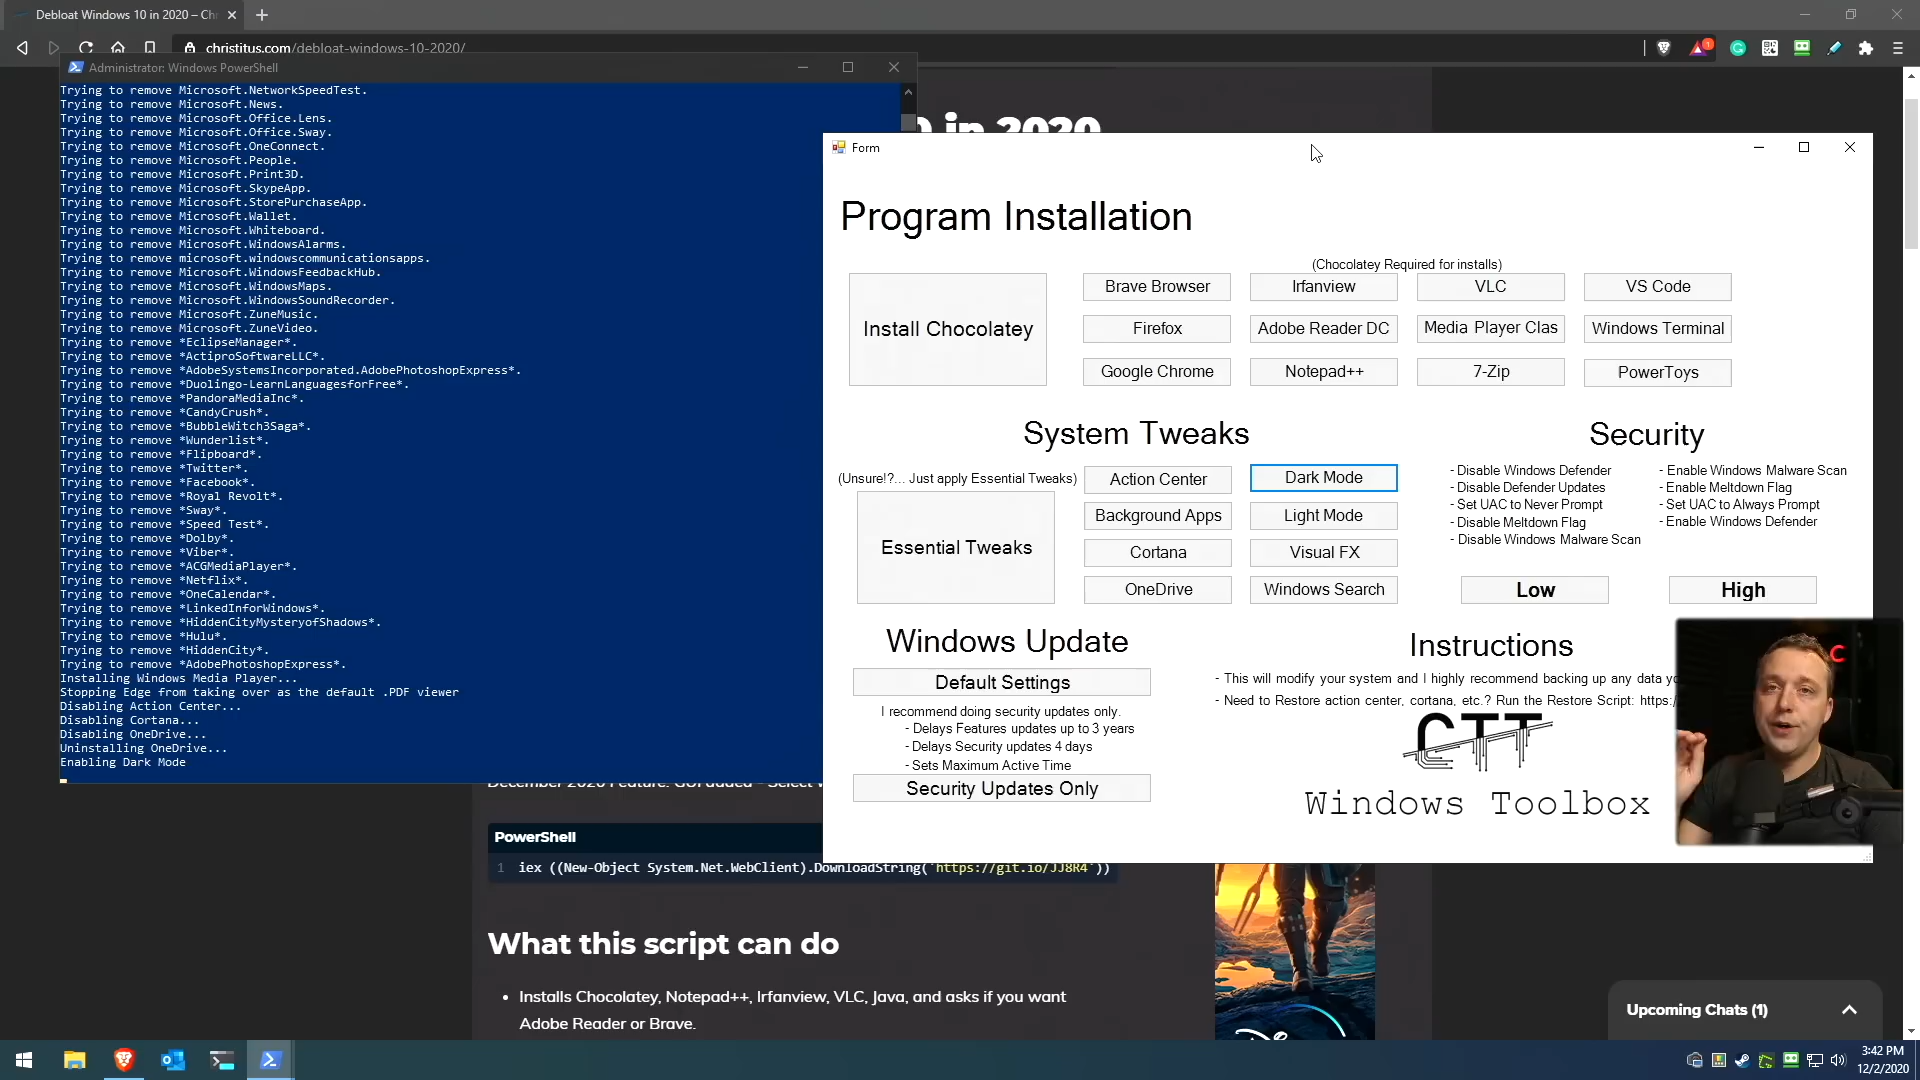 Debloat Windows 10 in 2020 – Ch
christitus.com/debloat-windows-10-2020/
1
Administrator: Windows PowerShell
Trying to remove Microsoft.NetworkSpeedTest.
Trying to remove Microsoft.News.
Trying to remove Microsoft.Office.Lens.
Trying to remove Microsoft.Office.Sway.
Trying to remove Microsoft.OneConnect.
Trying to remove Microsoft.People.
Trying to remove Microsoft.Print3D.
Trying to remove Microsoft.SkypeApp.
Trying to remove Microsoft.StorePurchaseApp.
Trying to remove Microsoft.Wallet.
Trying to remove Microsoft.Whiteboard.
Trying to remove Microsoft.WindowsAlarms.
Trying to remove microsoft.windowscommunicationsapps.
Trying to remove Microsoft.WindowsFeedbackHub.
Trying to remove Microsoft.WindowsMaps.
Trying to remove Microsoft.WindowsSoundRecorder.
Trying to remove Microsoft.ZuneMusic.
Trying to remove Microsoft.ZuneVideo.
Trying to remove *EclipseManager*.
Trying to remove *ActiproSoftwareLLC*.
Trying to remove *AdobeSystemsIncorporated.AdobePhotoshopExpress*.
Trying to remove *Duolingo-LearnLanguagesforFree*.
Trying to remove *PandoraMediaInc*.
Trying to remove *CandyCrush*.
Trying to remove *BubbleWitch3Saga*.
Trying to remove *Wunderlist*.
Trying to remove *Flipboard*.
Trying to remove *Twitter*.
Trying to remove *Facebook*.
Trying to remove *Royal Revolt*.
Trying to remove *Sway*.
Trying to remove *Speed Test*.
Trying to remove *Dolby*.
Trying to remove *Viber*.
Trying to remove *ACGMediaPlayer*.
Trying to remove *Netflix*.
Trying to remove *OneCalendar*.
Trying to remove *LinkedInforWindows*.
Trying to remove *HiddenCityMysteryofShadows*.
Trying to remove *Hulu*.
Trying to remove *HiddenCity*.
Trying to remove *AdobePhotoshopExpress*.
Installing Windows Media Player...
Stopping Edge from taking over as the default .PDF viewer
Disabling Action Center...
Disabling Cortana...
Disabling OneDrive...
Uninstalling OneDrive...
Enabling Dark Mode
0 in 2020
Form
Program Installation
(Chocolatey Required for installs)
Install Chocolatey
Brave Browser Irfanview VLC VS Code
Firefox Adobe Reader DC Media Player Clas Windows Terminal
Google Chrome Notepad++ 7-Zip PowerToys
System Tweaks
(Unsure!?... Just apply Essential Tweaks)
Essential Tweaks
Action Center Dark Mode
Background Apps Light Mode
Cortana Visual FX
OneDrive Windows Search
Security
- Disable Windows Defender
- Disable Defender Updates
- Set UAC to Never Prompt
- Disable Meltdown Flag
- Disable Windows Malware Scan
- Enable Windows Malware Scan
- Enable Meltdown Flag
- Set UAC to Always Prompt
- Enable Windows Defender
Low High
Windows Update
Default Settings
I recommend doing security updates only.
- Delays Features updates up to 3 years
- Delays Security updates 4 days
- Sets Maximum Active Time
Security Updates Only
Instructions
- This will modify your system and I highly recommend backing up any data yo
- Need to Restore action center, cortana, etc.? Run the Restore Script: https:/
CTT
Windows Toolbox
C
December 2020 Feature: GUI added – Select
PowerShell
1 iex ((New-Object System.Net.WebClient).DownloadString('https://git.io/JJ8R4'))
What this script can do
• Installs Chocolatey, Notepad++, Irfanview, VLC, Java, and asks if you want
Adobe Reader or Brave.
Upcoming Chats (1)
3:42 PM
12/2/2020